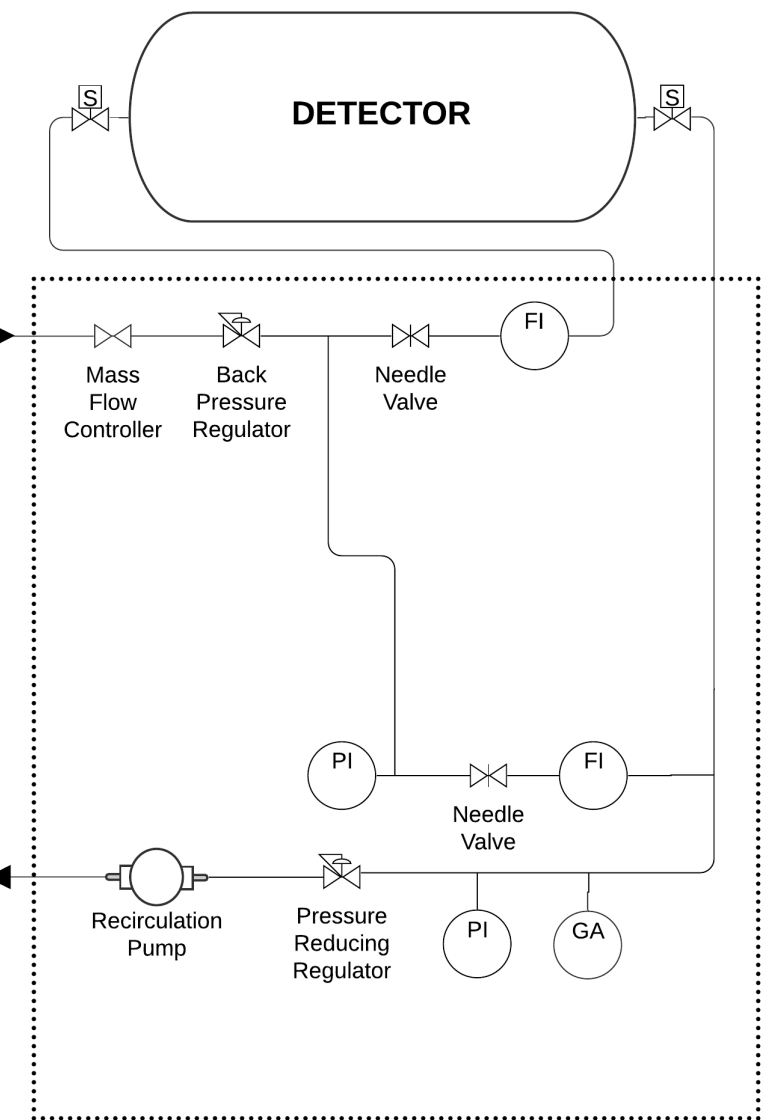 S
S
DETECTOR
FI
Mass
Flow
Controller
Back
Pressure
Regulator
Needle
Valve
PI
FI
Needle
Valve
Recirculation
Pump
Pressure
Reducing
Regulator
PI
GA